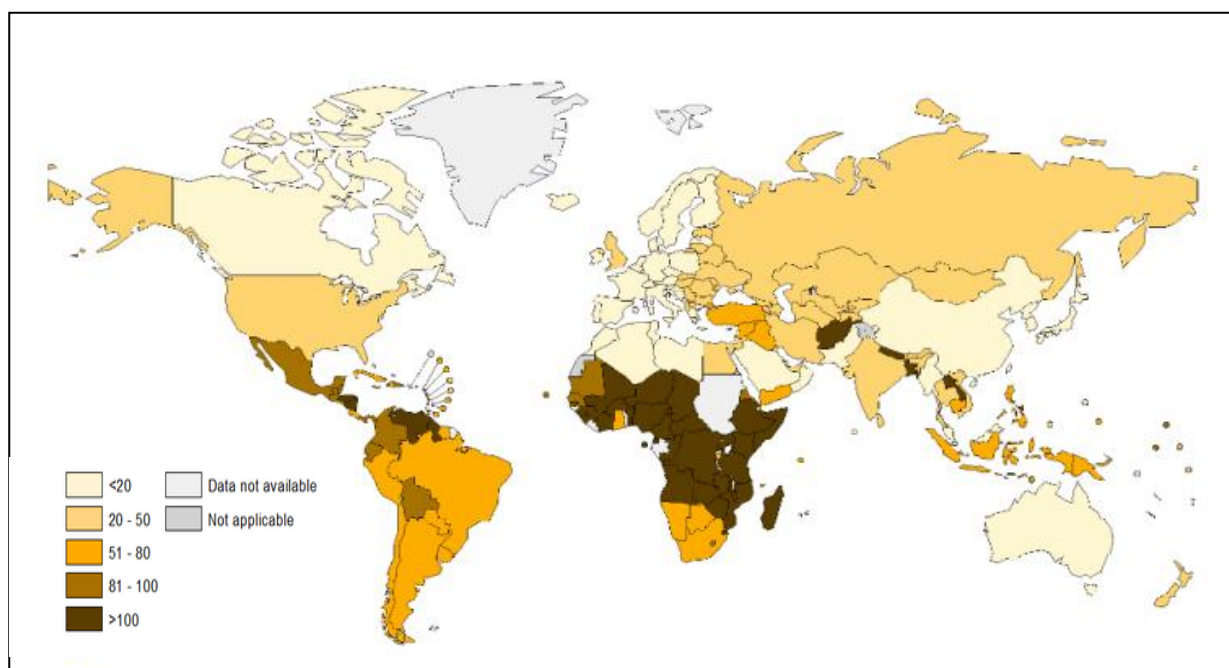 <20
20 - 50
51 - 80
81 - 100
>100
Data not available
Not applicable